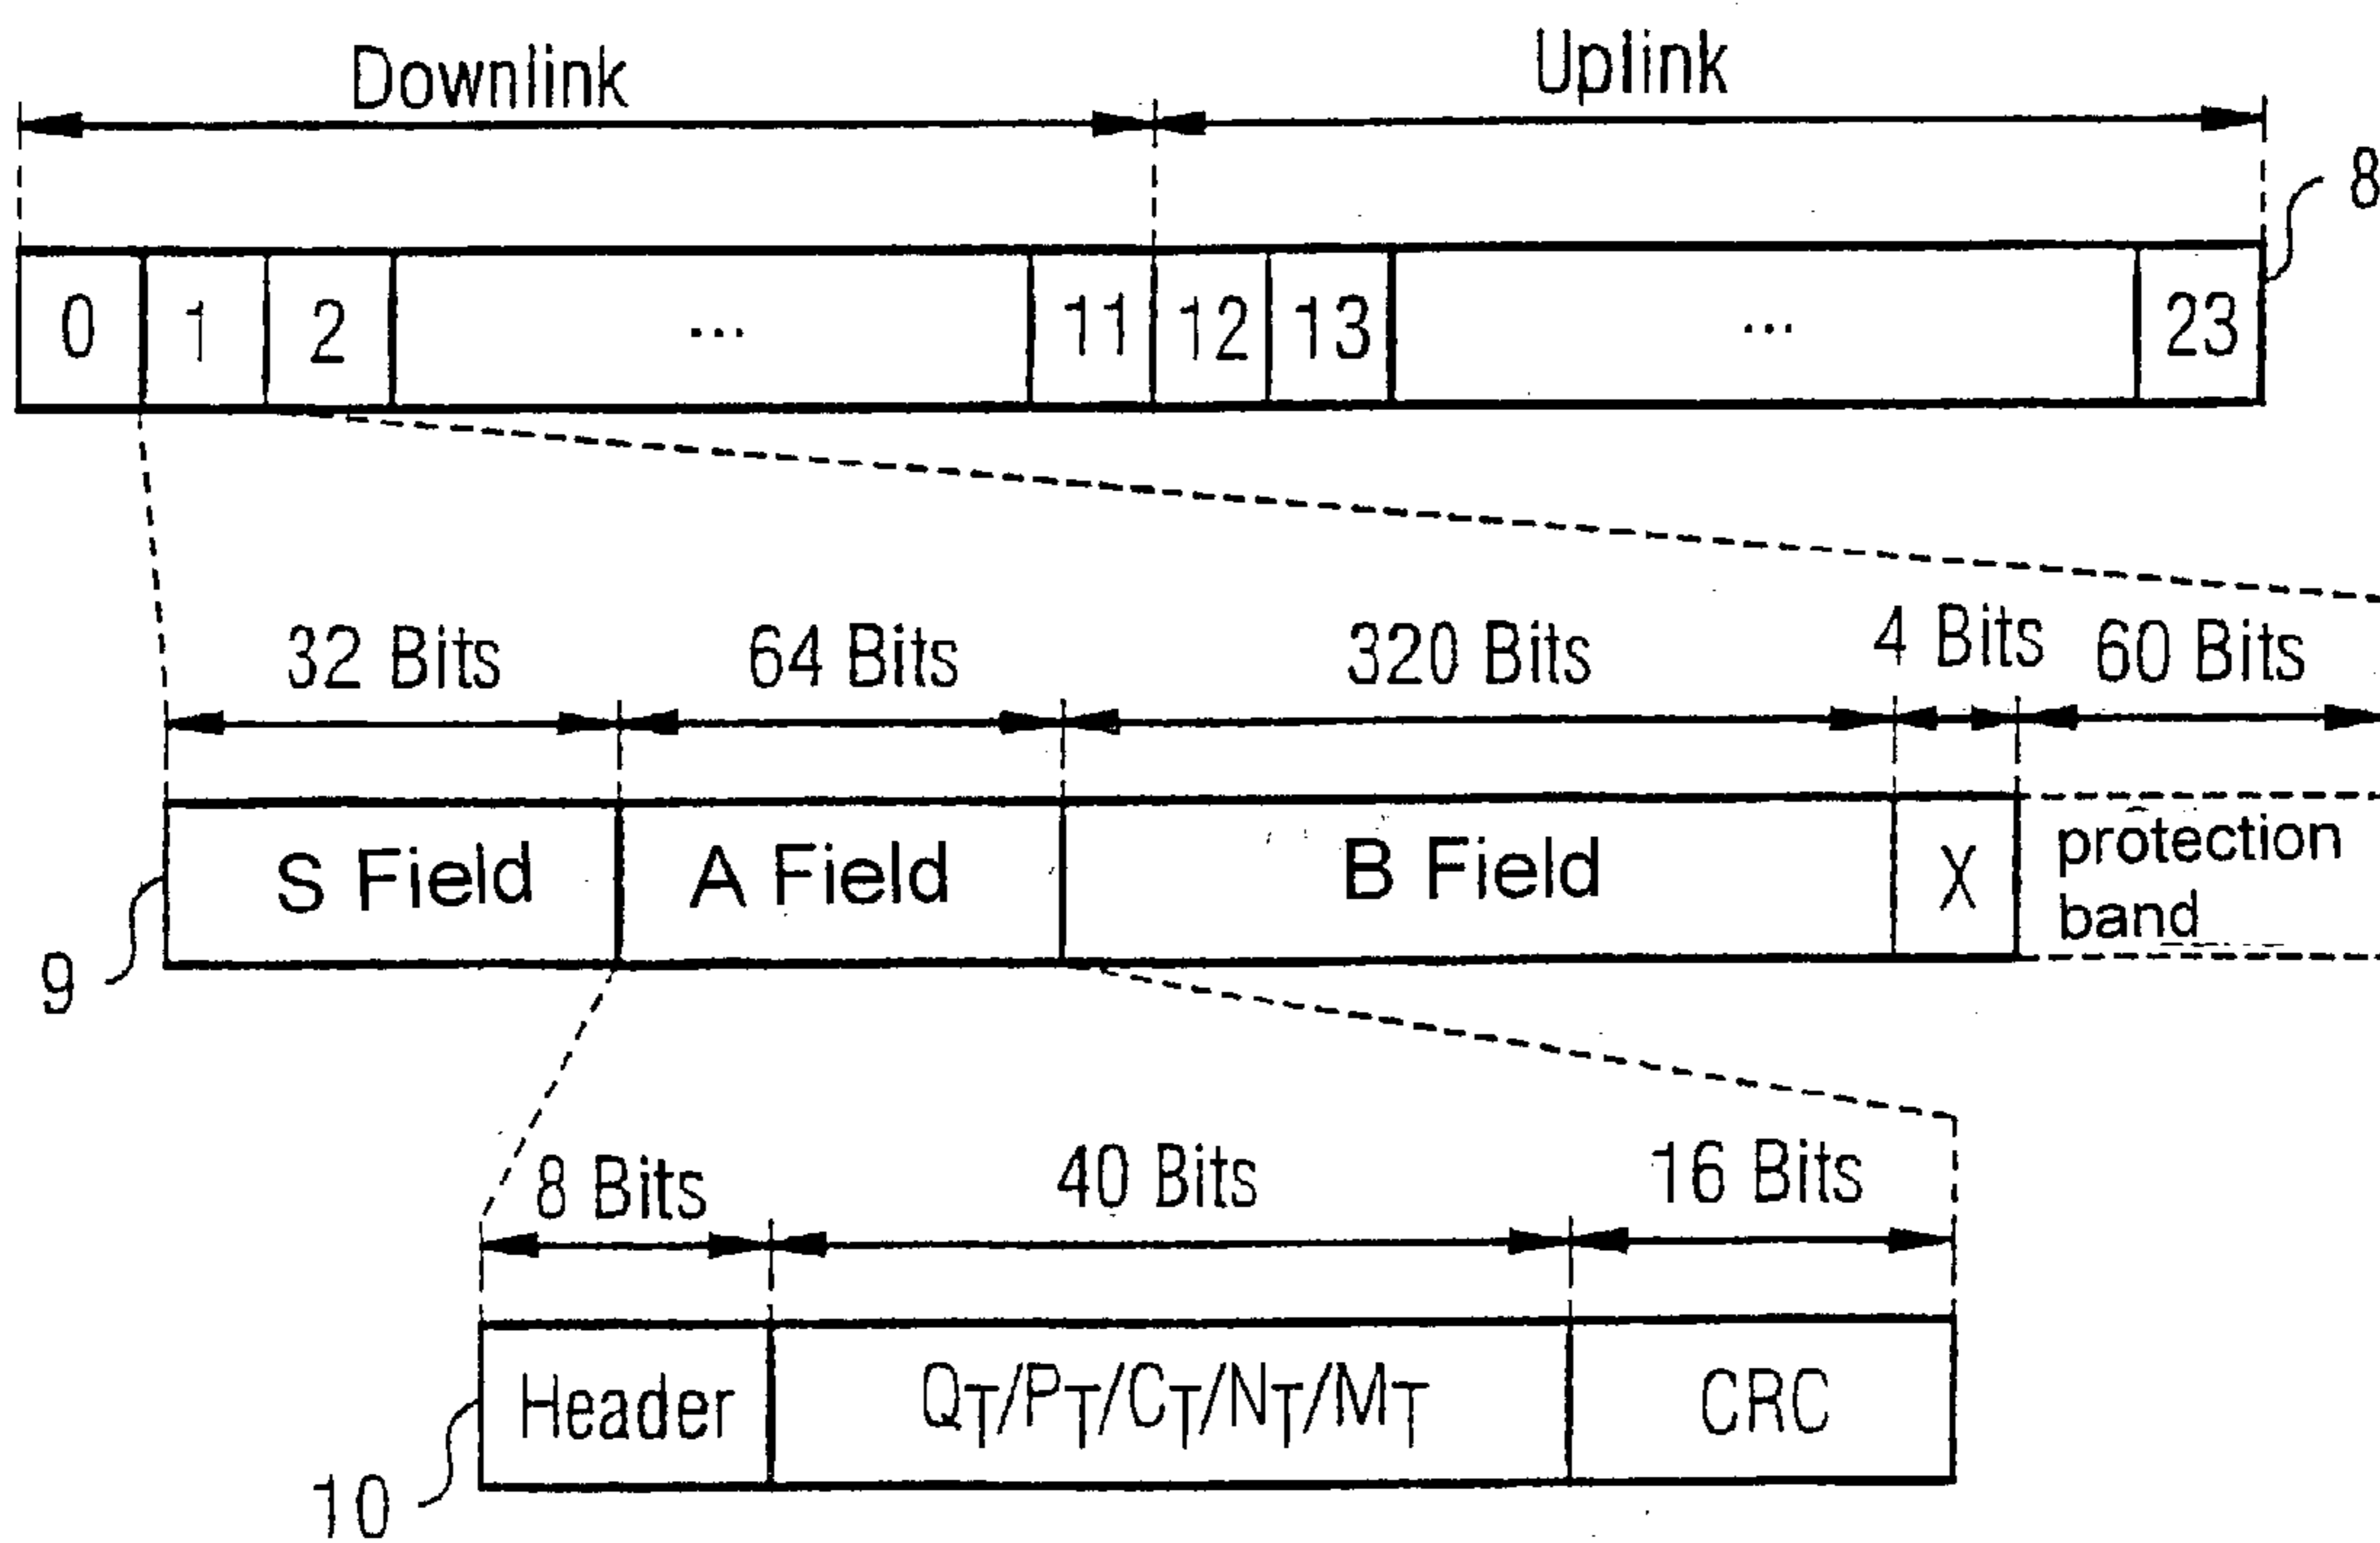 Downlink Uplink
8
0 1 2 ... 11 12 13 ... 23
32 Bits 64 Bits 320 Bits 4 Bits 60 Bits
S Field A Field B Field X protection
band
9
8 Bits 40 Bits 16 Bits
Header QT/PT/CT/NT/MT CRC
10